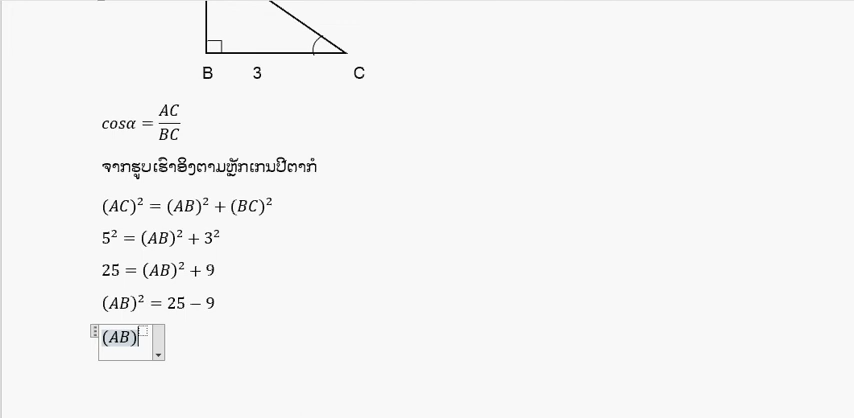 B 3 C
cosα = AC/BC
ຈາກຮູບເຮົາອີງຕາມຫຼັກເກນປີຕາກໍ
(AC)² = (AB)² + (BC)²
5² = (AB)² + 3²
25 = (AB)² + 9
(AB)² = 25 − 9
(AB)